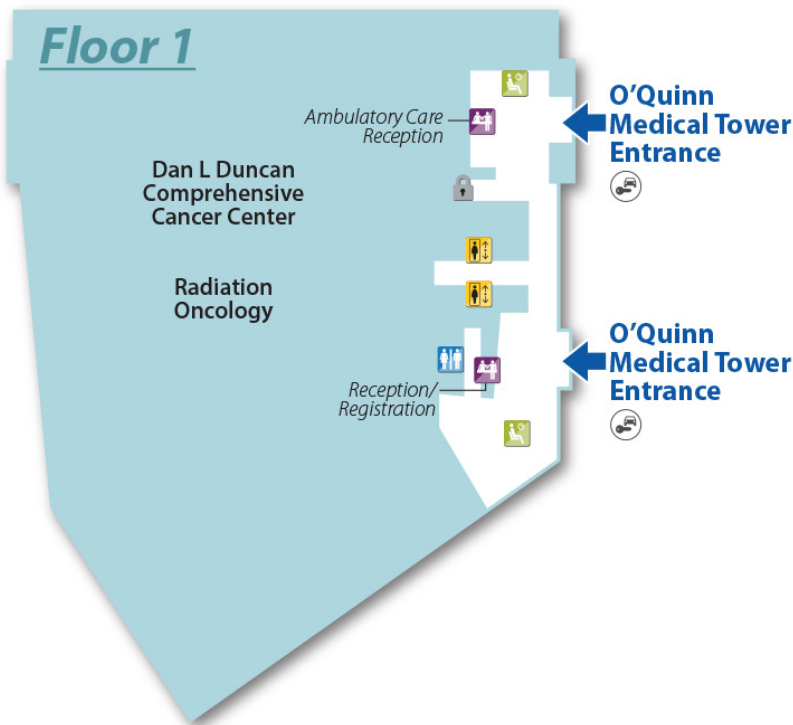 Floor 1
Ambulatory Care
Reception
O’Quinn
Medical Tower
Entrance
Dan L Duncan
Comprehensive
Cancer Center
Radiation
Oncology
O’Quinn
Medical Tower
Entrance
Reception/
Registration